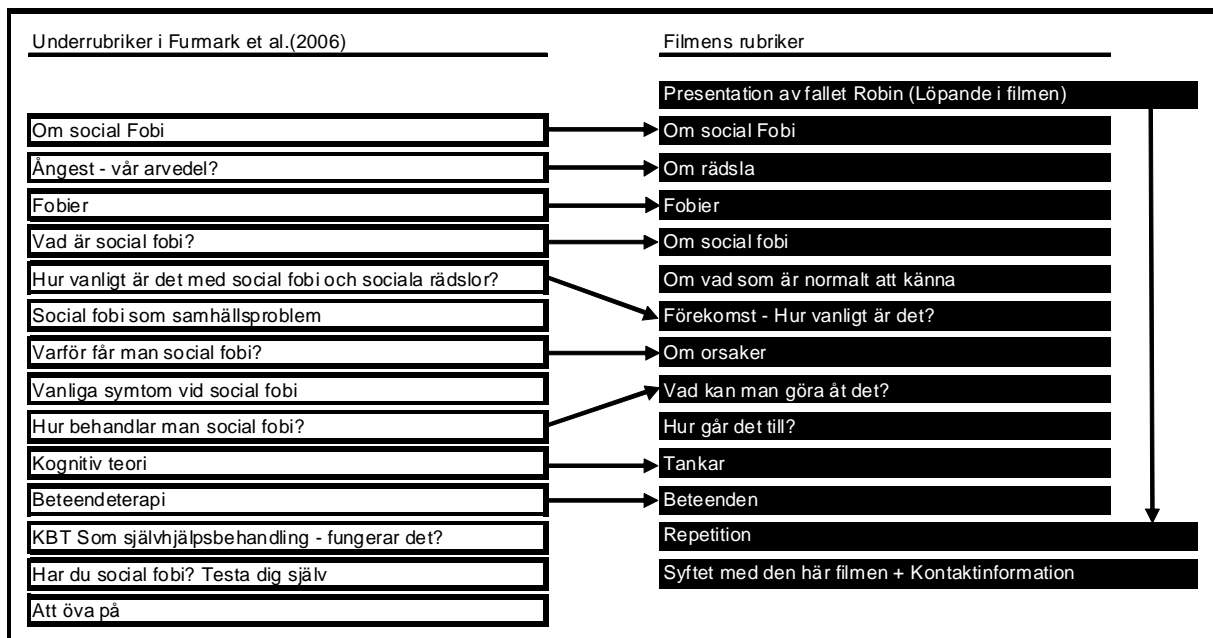 Underrubriker i Furmark et al.(2006)
Om social Fobi
Ångest - vår arvedel?
Fobier
Vad är social fobi?
Hur vanligt är det med social fobi och sociala rädslor?
Social fobi som samhällsproblem
Varför får man social fobi?
Vanliga symtom vid social fobi
Hur behandlar man social fobi?
Kognitiv teori
Beteendeterapi
KBT Som självhjälpsbehandling - fungerar det?
Har du social fobi? Testa dig själv
Att öva på
Filmens rubriker
Presentation av fallet Robin (Löpande i filmen)
Om social Fobi
Om rädsla
Fobier
Om social fobi
Om vad som är normalt att känna
Förekomst - Hur vanligt är det?
Om orsaker
Vad kan man göra åt det?
Hur går det till?
Tankar
Beteenden
Repetition
Syftet med den här filmen + Kontaktinformation